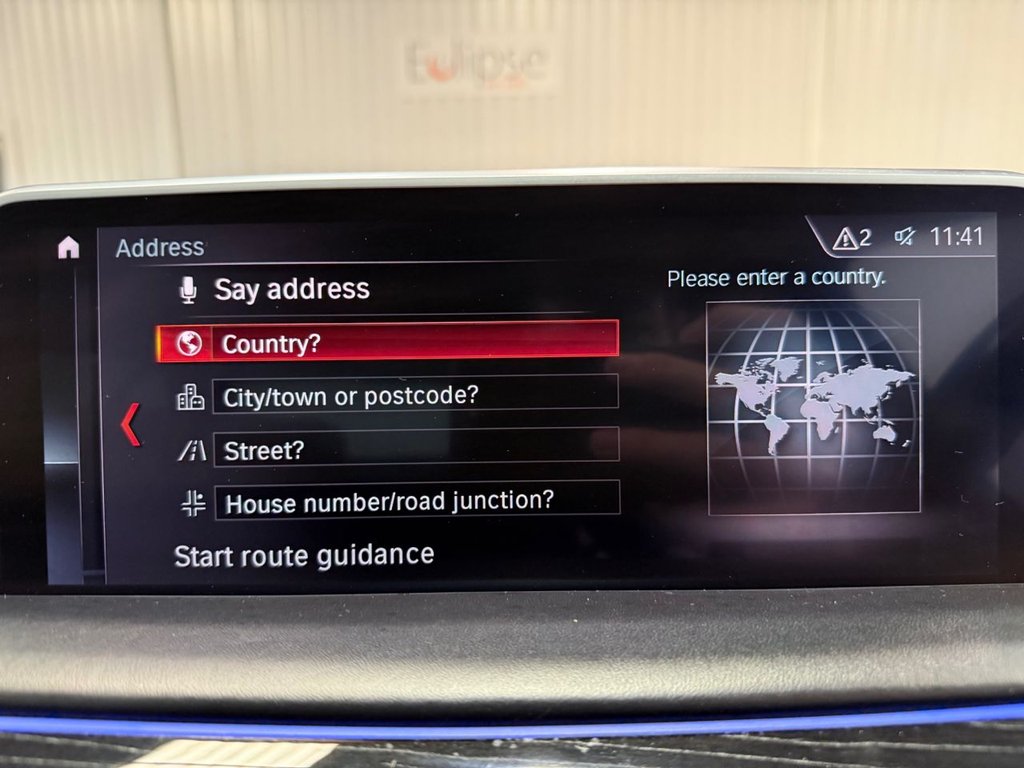 Address
2 11:41
Say address
Please enter a country.
Country?
City/town or postcode?
Street?
House number/road junction?
Start route guidance